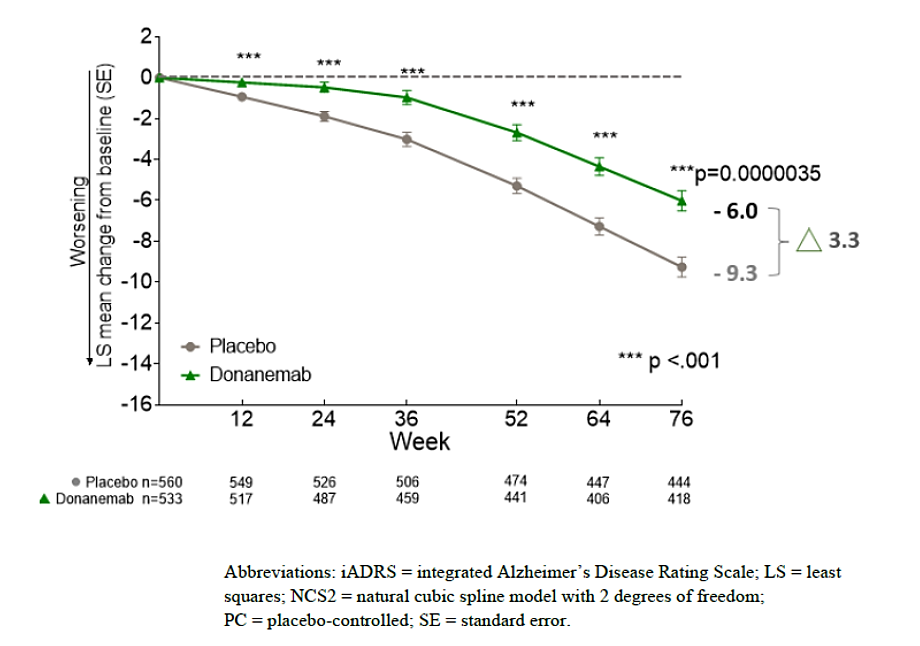 2
0
-2
-4
-6
-8
-10
-12
-14
-16
Worsening
LS mean change from baseline (SE)
*** *** *** *** ***
***p=0.0000035
- 6.0
△ 3.3
- 9.3
Placebo
Donanemab
*** p <.001
12 24 36 52 64 76
Week
Placebo n=560 549 526 506 474 447 444
Donanemab n=533 517 487 459 441 406 418
Abbreviations: iADRS = integrated Alzheimer’s Disease Rating Scale; LS = least
squares; NCS2 = natural cubic spline model with 2 degrees of freedom;
PC = placebo-controlled; SE = standard error.